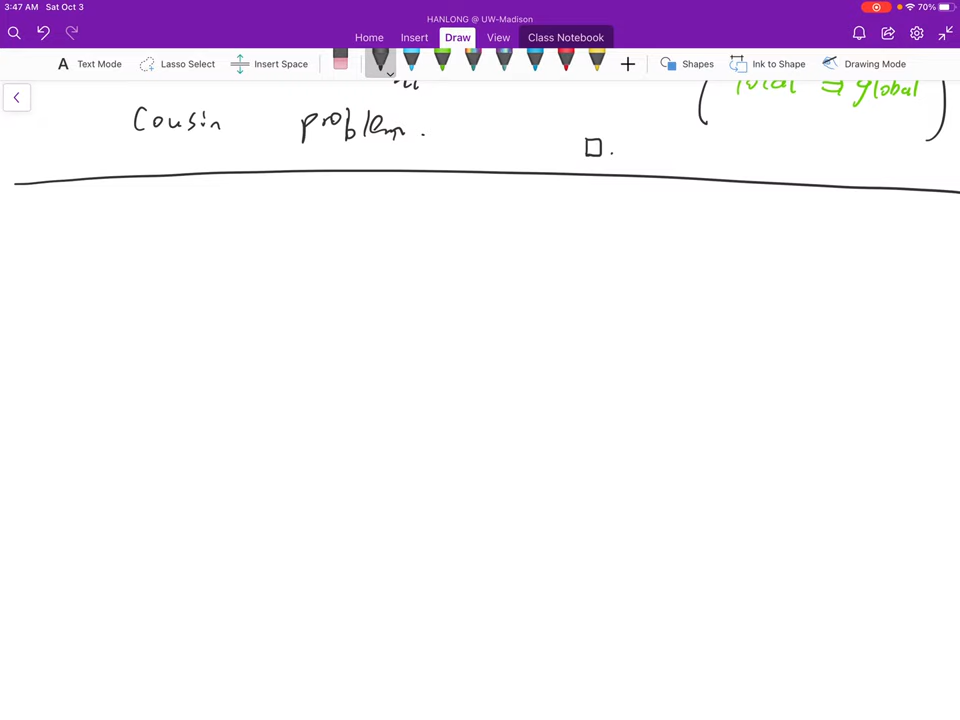 3:47 AM Sat Oct 3
70%
HANLONG @ UW-Madison
Home Insert Draw View Class Notebook
Text Mode Lasso Select Insert Space Shapes Ink to Shape Drawing Mode
global
Cousin problem.